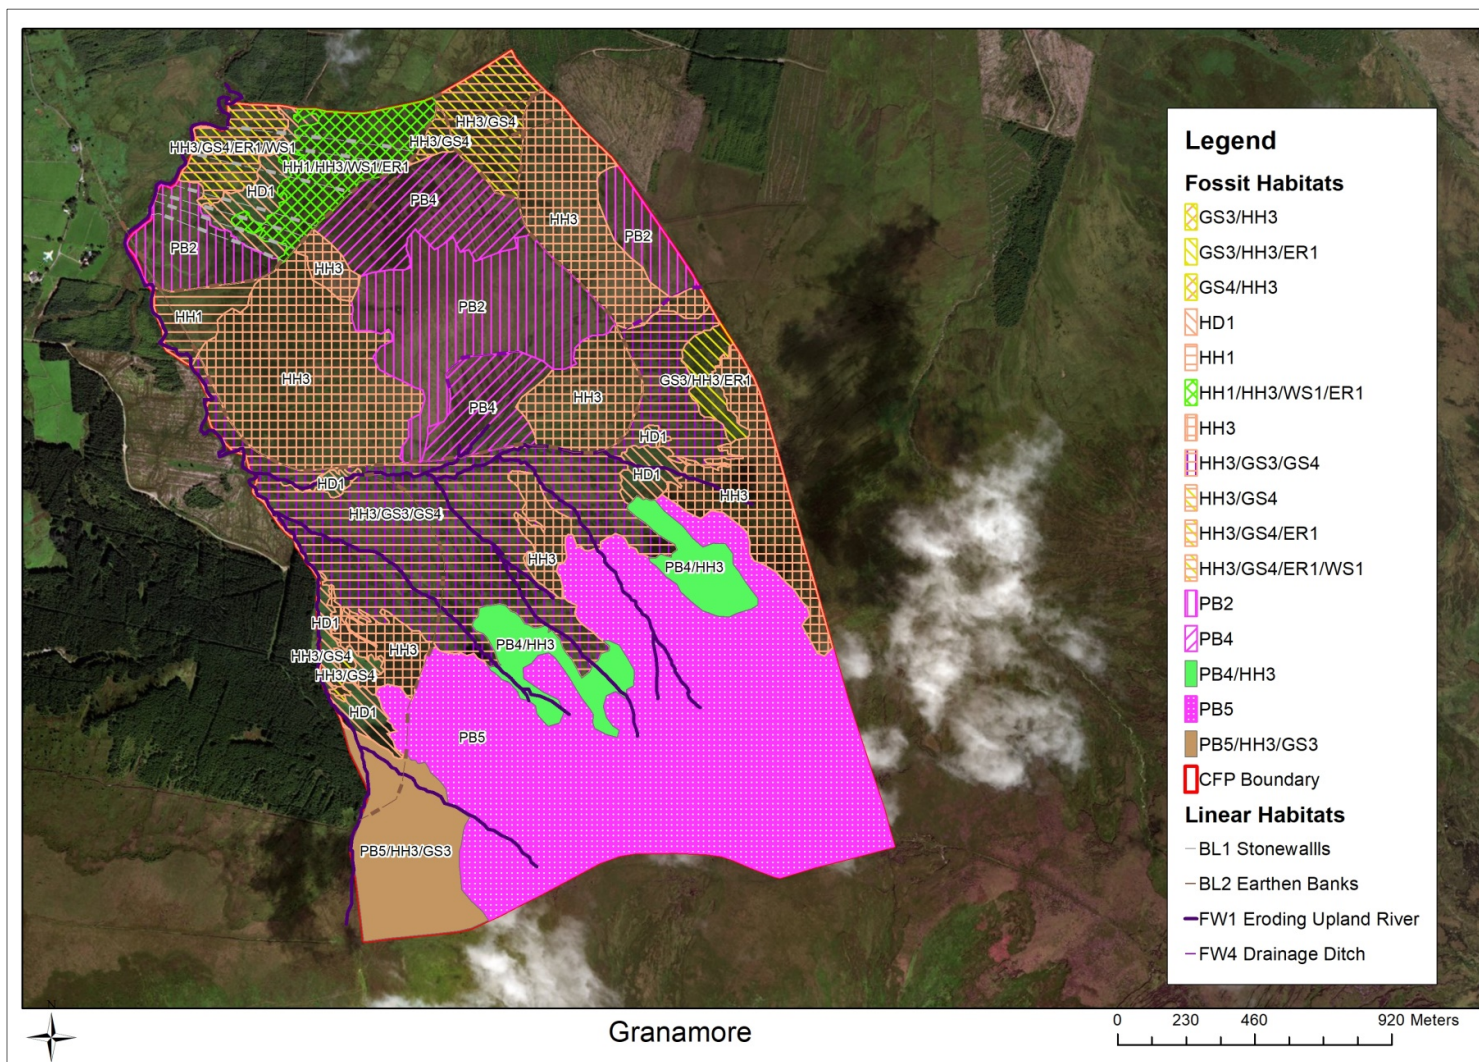 HH3/GS4
HH3/GS4
HH3/GS4/ER1/WS1
HH1/HH3/WS1/ER1
HD1
PB4
HH3
PB2
PB2
HH3
PB2
HH1
HH3
GS3/HH3/ER1
HH3
PB4
HD1
HD1
HD1
HH3
HH3/GS3/GS4
HH3
PB4/HH3
HD1
PB4/HH3
HH3
HH3/GS4
HH3/GS4
HD1
PB5
PB5/HH3/GS3
Legend
Fossit Habitats
GS3/HH3
GS3/HH3/ER1
GS4/HH3
HD1
HH1
HH1/HH3/WS1/ER1
HH3
HH3/GS3/GS4
HH3/GS4
HH3/GS4/ER1
HH3/GS4/ER1/WS1
PB2
PB4
PB4/HH3
PB5
PB5/HH3/GS3
CFP Boundary
Linear Habitats
BL1 Stonewallls
BL2 Earthen Banks
FW1 Eroding Upland River
FW4 Drainage Ditch
N
Granamore
0 230 460 920 Meters